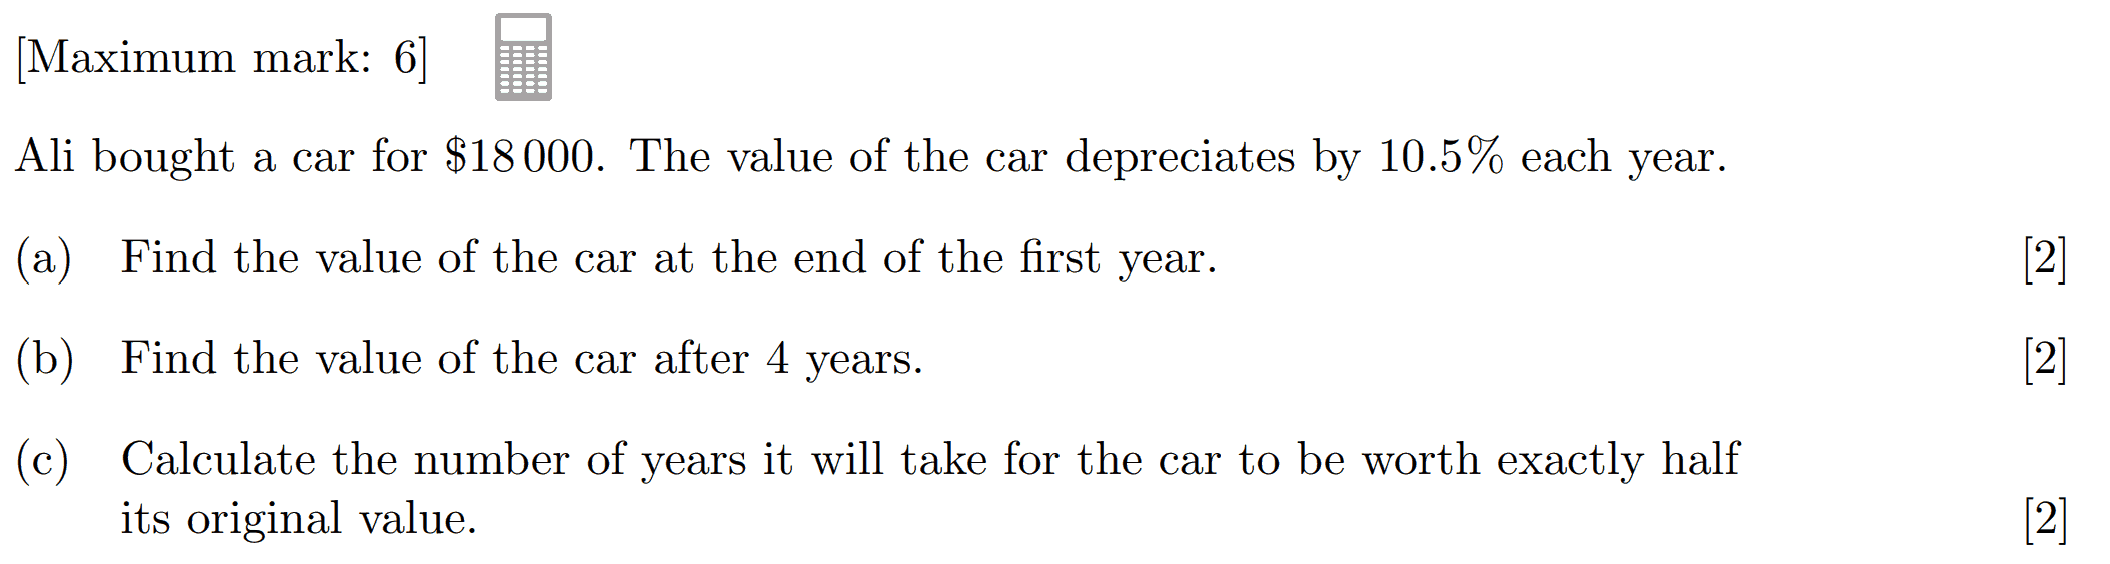 [Maximum mark: 6]
Ali bought a car for $18 000. The value of the car depreciates by 10.5% each year.
(a) Find the value of the car at the end of the first year. [2]
(b) Find the value of the car after 4 years. [2]
(c) Calculate the number of years it will take for the car to be worth exactly half
its original value. [2]